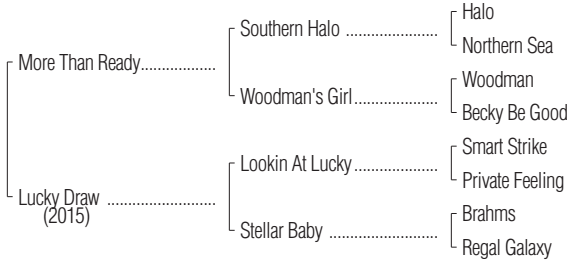 Halo
Southern Halo
Northern Sea
More Than Ready
Woodman
Woodman's Girl
Becky Be Good
Smart Strike
Lookin At Lucky
Private Feeling
Lucky Draw
(2015)
Brahms
Stellar Baby
Regal Galaxy